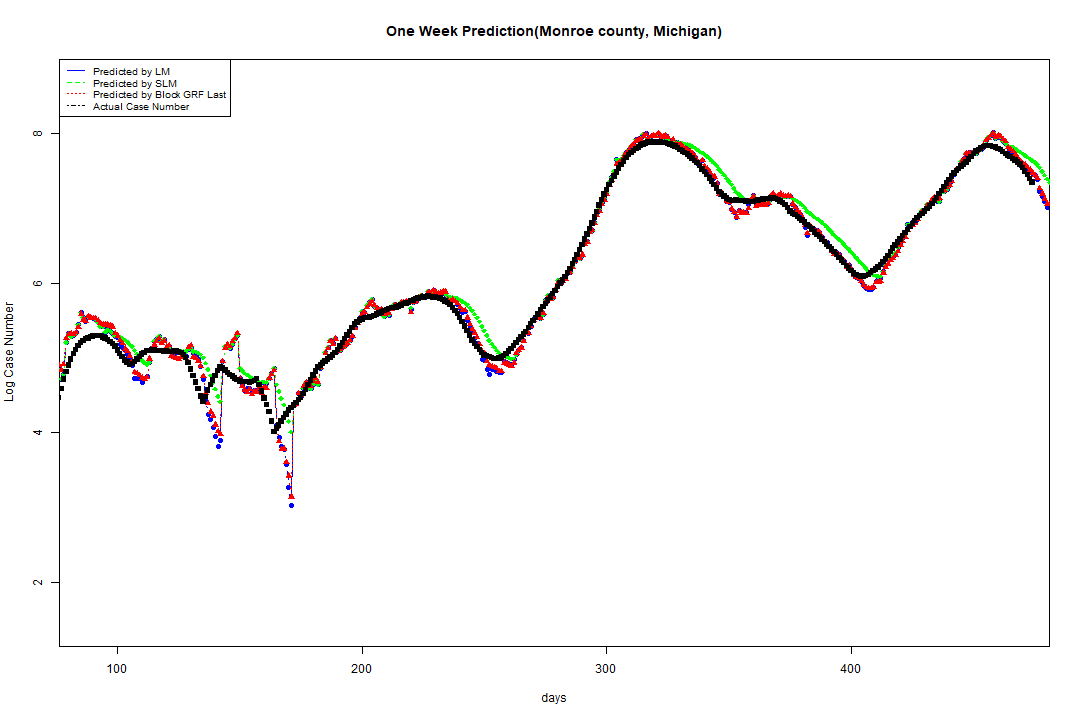 One Week Prediction(Monroe county, Michigan)
Predicted by LM
Predicted by SLM
Predicted by Block GRF Last
Actual Case Number
Log Case Number
8
6
4
2
100
200
300
400
days